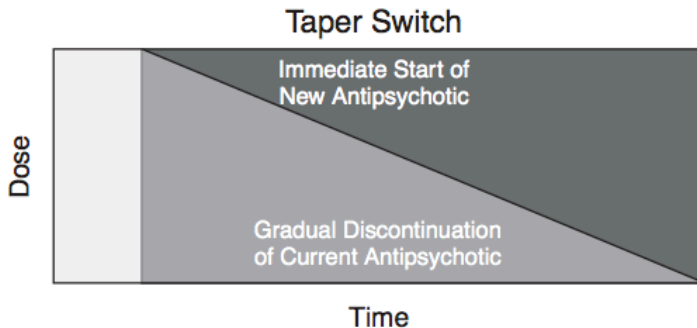 Taper Switch
Immediate Start of
New Antipsychotic
Dose
Gradual Discontinuation
of Current Antipsychotic
Time